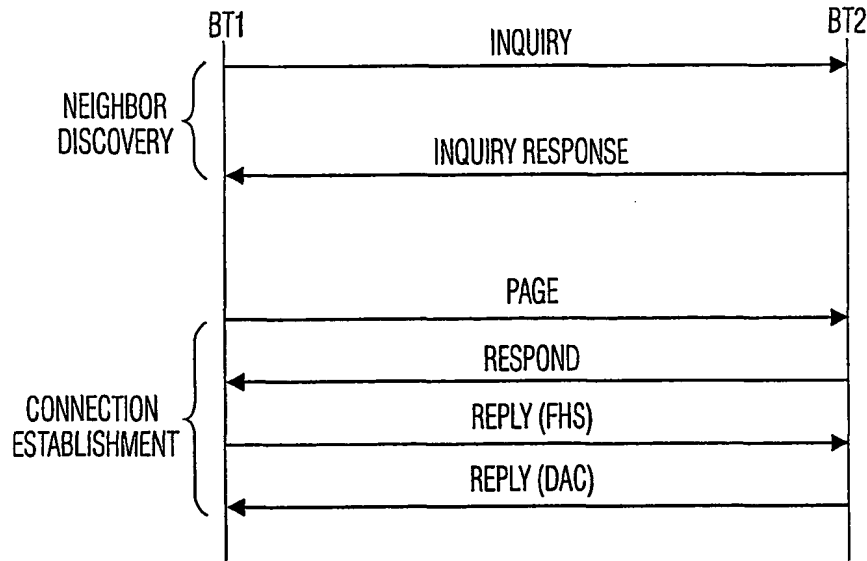 BT1
BT2
INQUIRY
NEIGHBOR
DISCOVERY
INQUIRY RESPONSE
PAGE
RESPOND
CONNECTION
ESTABLISHMENT
REPLY (FHS)
REPLY (DAC)